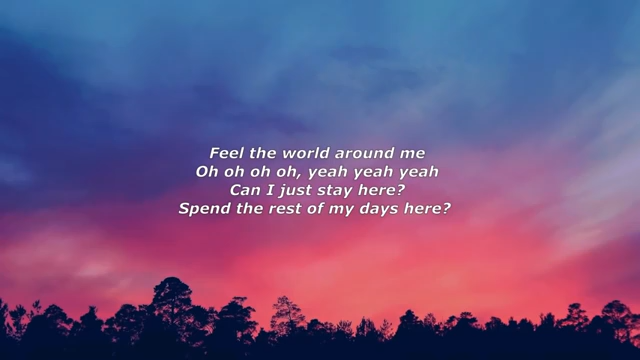 Feel the world around me
Oh oh oh oh, yeah yeah yeah
Can I just stay here?
Spend the rest of my days here?